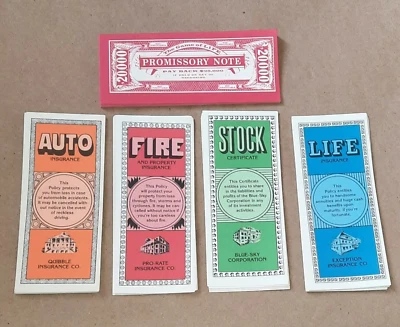 THE GAME OF LIFE
20000
PROMISSORY NOTE
20000
PAY BACK $25,000
AUTO
INSURANCE
This
Policy protects
you from loss in case
of automobile accidents.
It may be cancelled with-
out notice in the event
of reckless
driving.
QUIBBLE
INSURANCE CO.
FIRE
AND PROPERTY
INSURANCE
This Policy will
protect your
property from loss
through fire, storms and
cyclones. It may be can-
celled without notice if
you're too careless
about fire.
PRO RATE
INSURANCE CO.
STOCK
CERTIFICATE
This Certificate
entitles you to share
in the liabilities and
profits of the Blue-Sky
Corporation in any
of its investment
activities.
BLUE-SKY
CORPORATION
LIFE
INSURANCE
This
Policy entitles
you to handsome
annuities and huge cash
benefits upon
maturity if you're
fortunate.
EXCEPTION
INSURANCE CO.